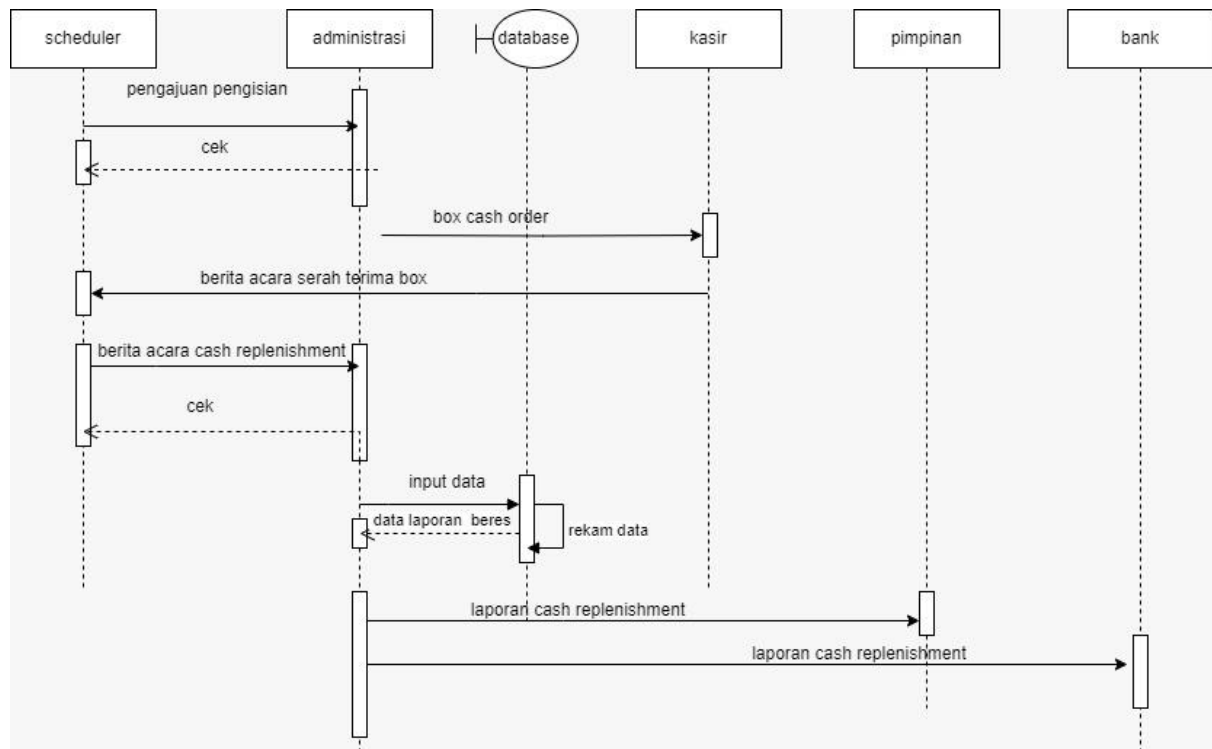 scheduler
administrasi
database
kasir
pimpinan
bank
pengajuan pengisian
cek
box cash order
berita acara serah terima box
berita acara cash replenishment
cek
input data
data laporan beres
rekam data
laporan cash replenishment
laporan cash replenishment